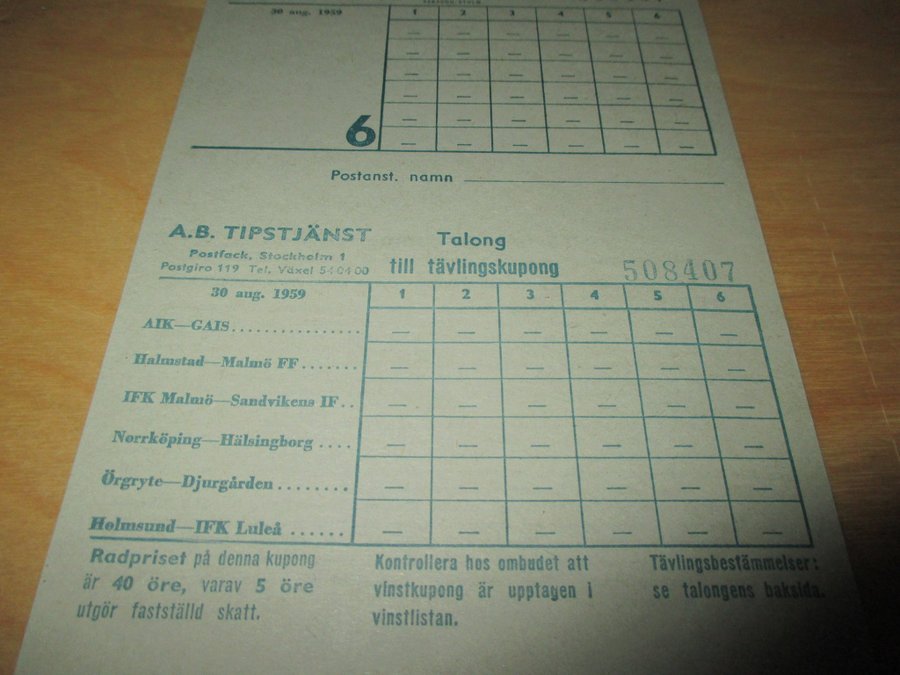 30 aug. 1959 1 2 3 4 5 6
— — — — — —
— — — — — —
— — — — — —
— — — — — —
— — — — — —
— — — — — —
6
Postanst. namn
A.B. TIPSTJÄNST Talong
Postfack, Stockholm 1
Postgiro 119 Tel. Växel 54 04 00 till tävlingskupong 508407
30 aug. 1959 1 2 3 4 5 6
AIK—GAIS................ — — — — — —
Halmstad—Malmö FF ....... — — — — — —
IFK Malmö—Sandvikens IF.. — — — — — —
Norrköping—Hälsingborg .... — — — — — —
Örgryte—Djurgården ........ — — — — — —
Holmsund—IFK Luleå ...... — — — — — —
Radpriset på denna kupong
är 40 öre, varav 5 öre
utgör fastställd skatt.
Kontrollera hos ombudet att
vinstkupong är upptagen i
vinstlistan.
Tävlingsbestämmelser:
se talongens baksida.